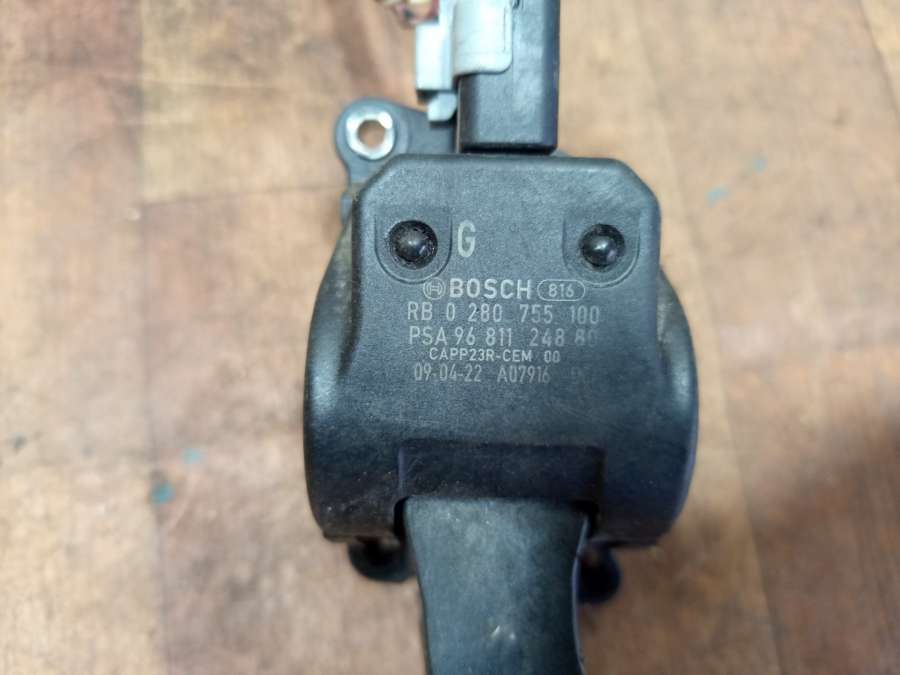 G
BOSCH 816
RB 0 280 755 100
PSA 96 811 248 80
CAPP23R-CEM 00
09-04-22 A07916